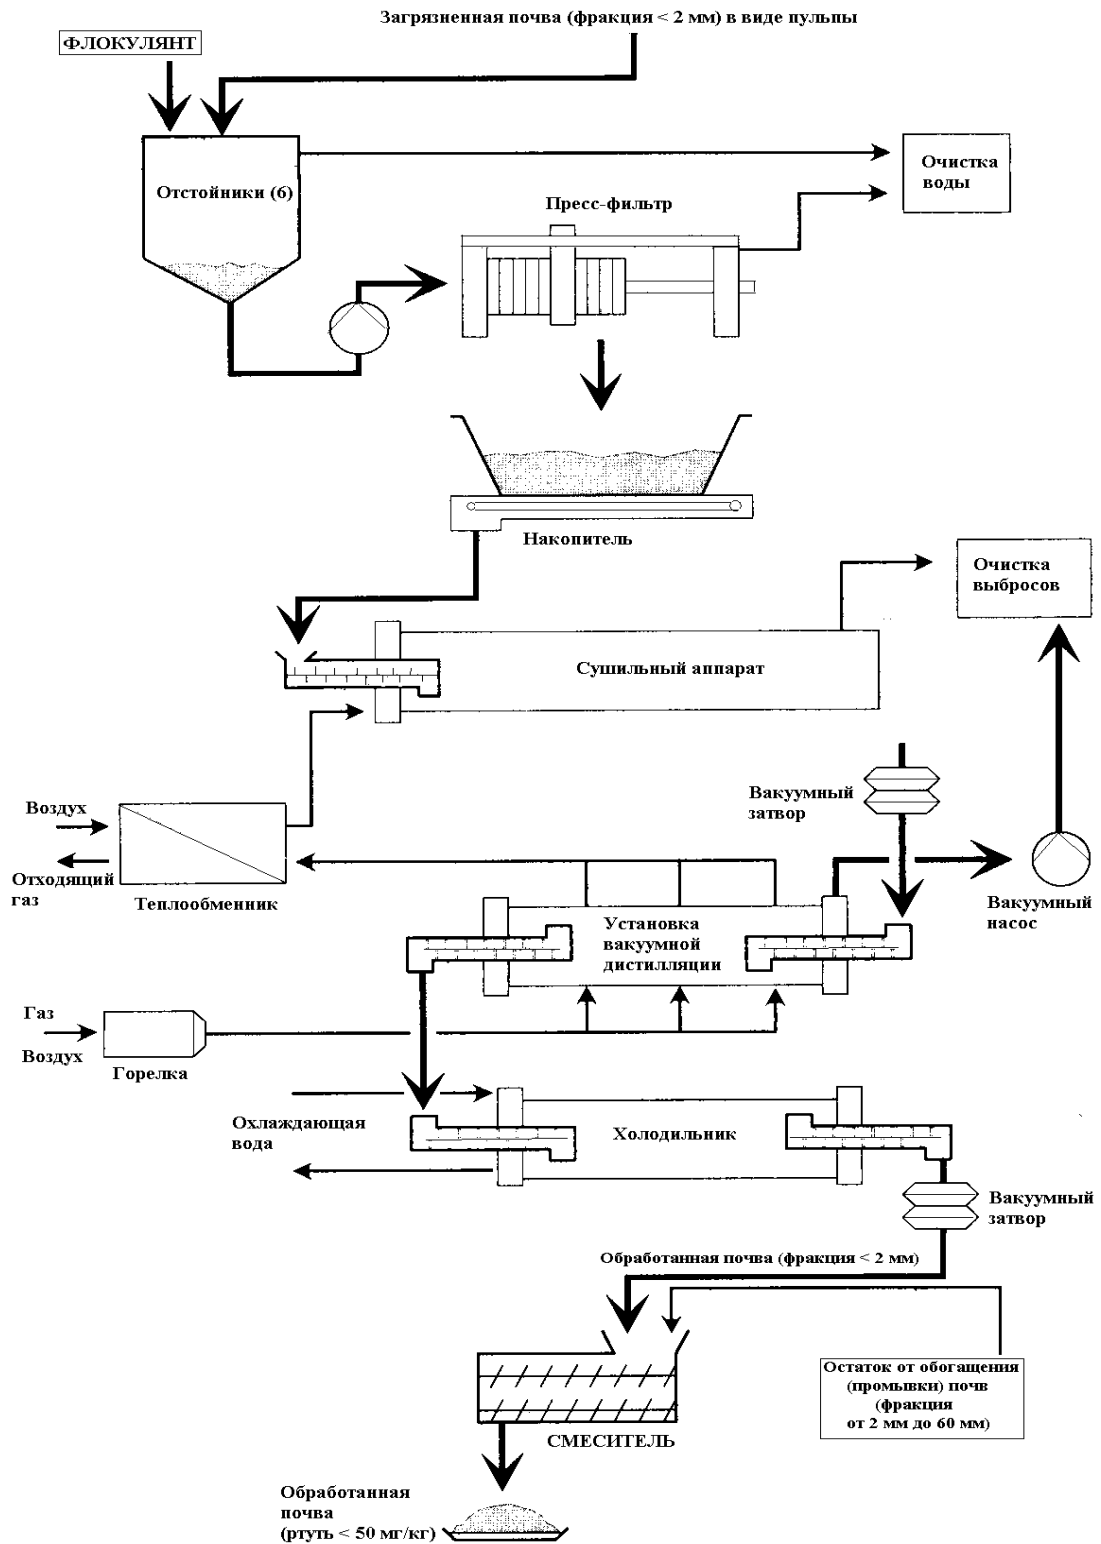 Загрязненная почва (фракция < 2 мм) в виде пульпы
ФЛОКУЛЯНТ
Отстойники (6)
Очистка
воды
Пресс-фильтр
Накопитель
Очистка
выбросов
Сушильный аппарат
Вакуумный
затвор
Воздух
Отходящий
газ
Теплообменник
Вакуумный
насос
Установка
вакуумной
дистилляции
Газ
Воздух
Горелка
Охлаждающая
вода
Холодильник
Вакуумный
затвор
Обработанная почва (фракция < 2 мм)
Остаток от обогащения
(промывки) почв
(фракция
от 2 мм до 60 мм)
СМЕСИТЕЛЬ
Обработанная
почва
(ртуть < 50 мг/кг)